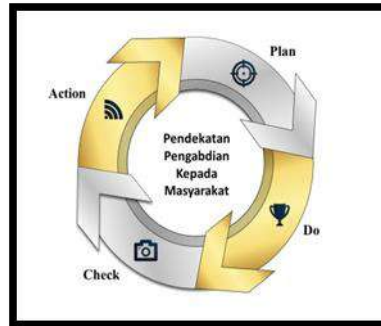 Plan
Action
Pendekatan
Pengabdian
Kepada
Masyarakat
Do
Check